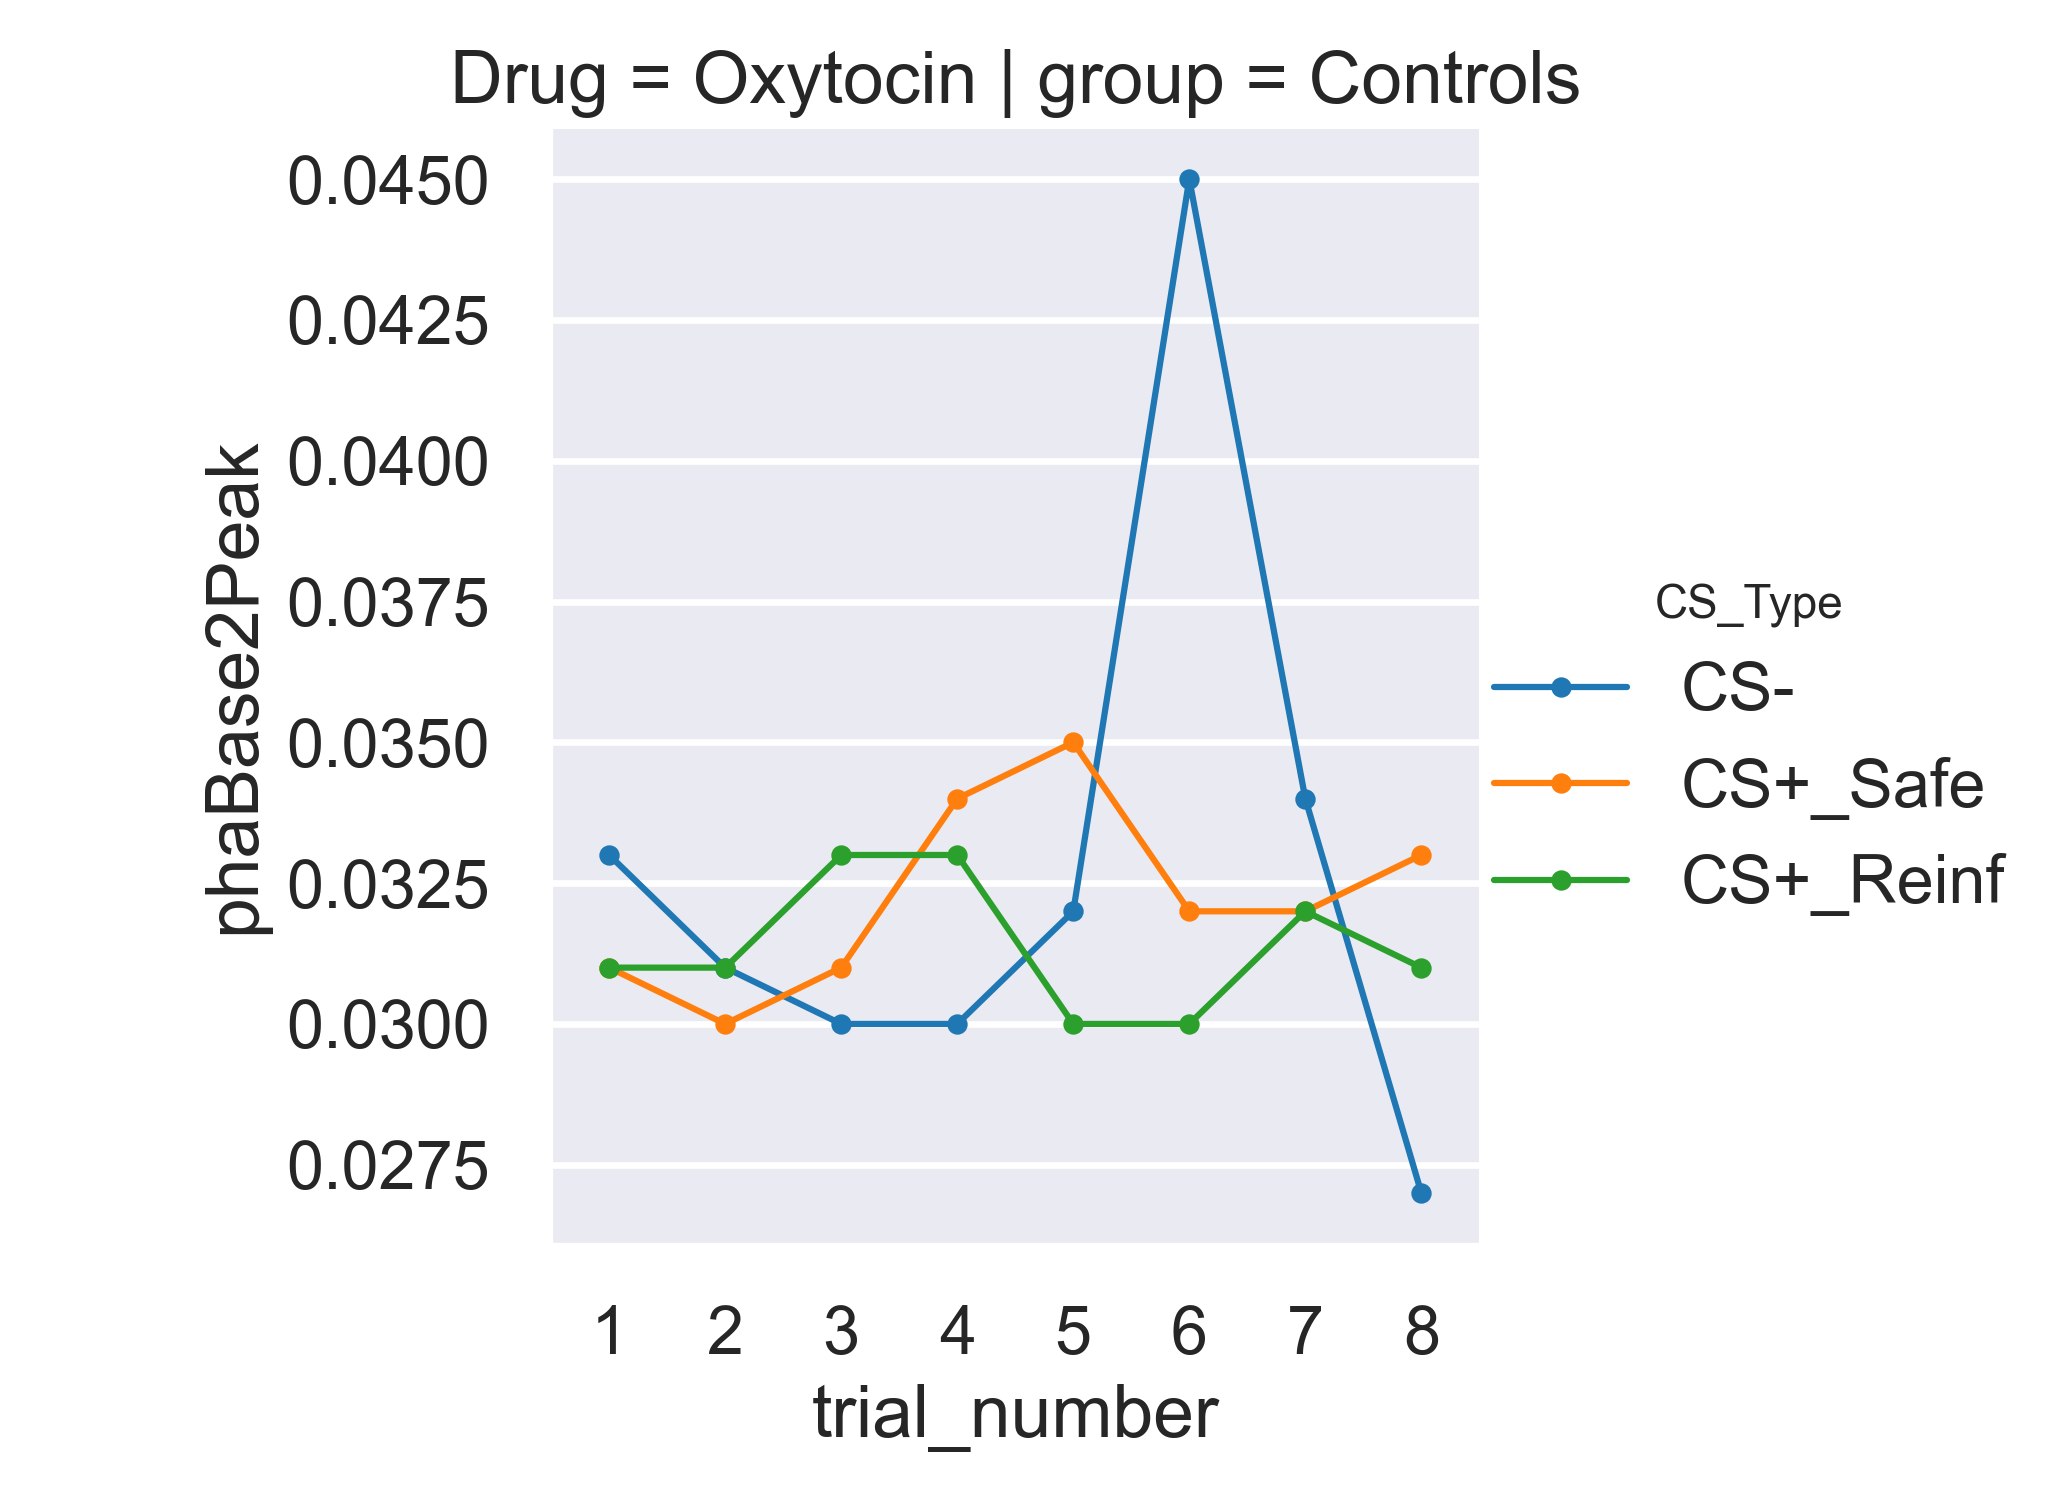 Drug = Oxytocin | group = Controls
0.0450
0.0425
0.0400
0.0375
0.0350
0.0325
0.0300
0.0275
phaBase2Peak
1 2 3 4 5 6 7 8
trial_number
CS_Type
CS-
CS+_Safe
CS+_Reinf